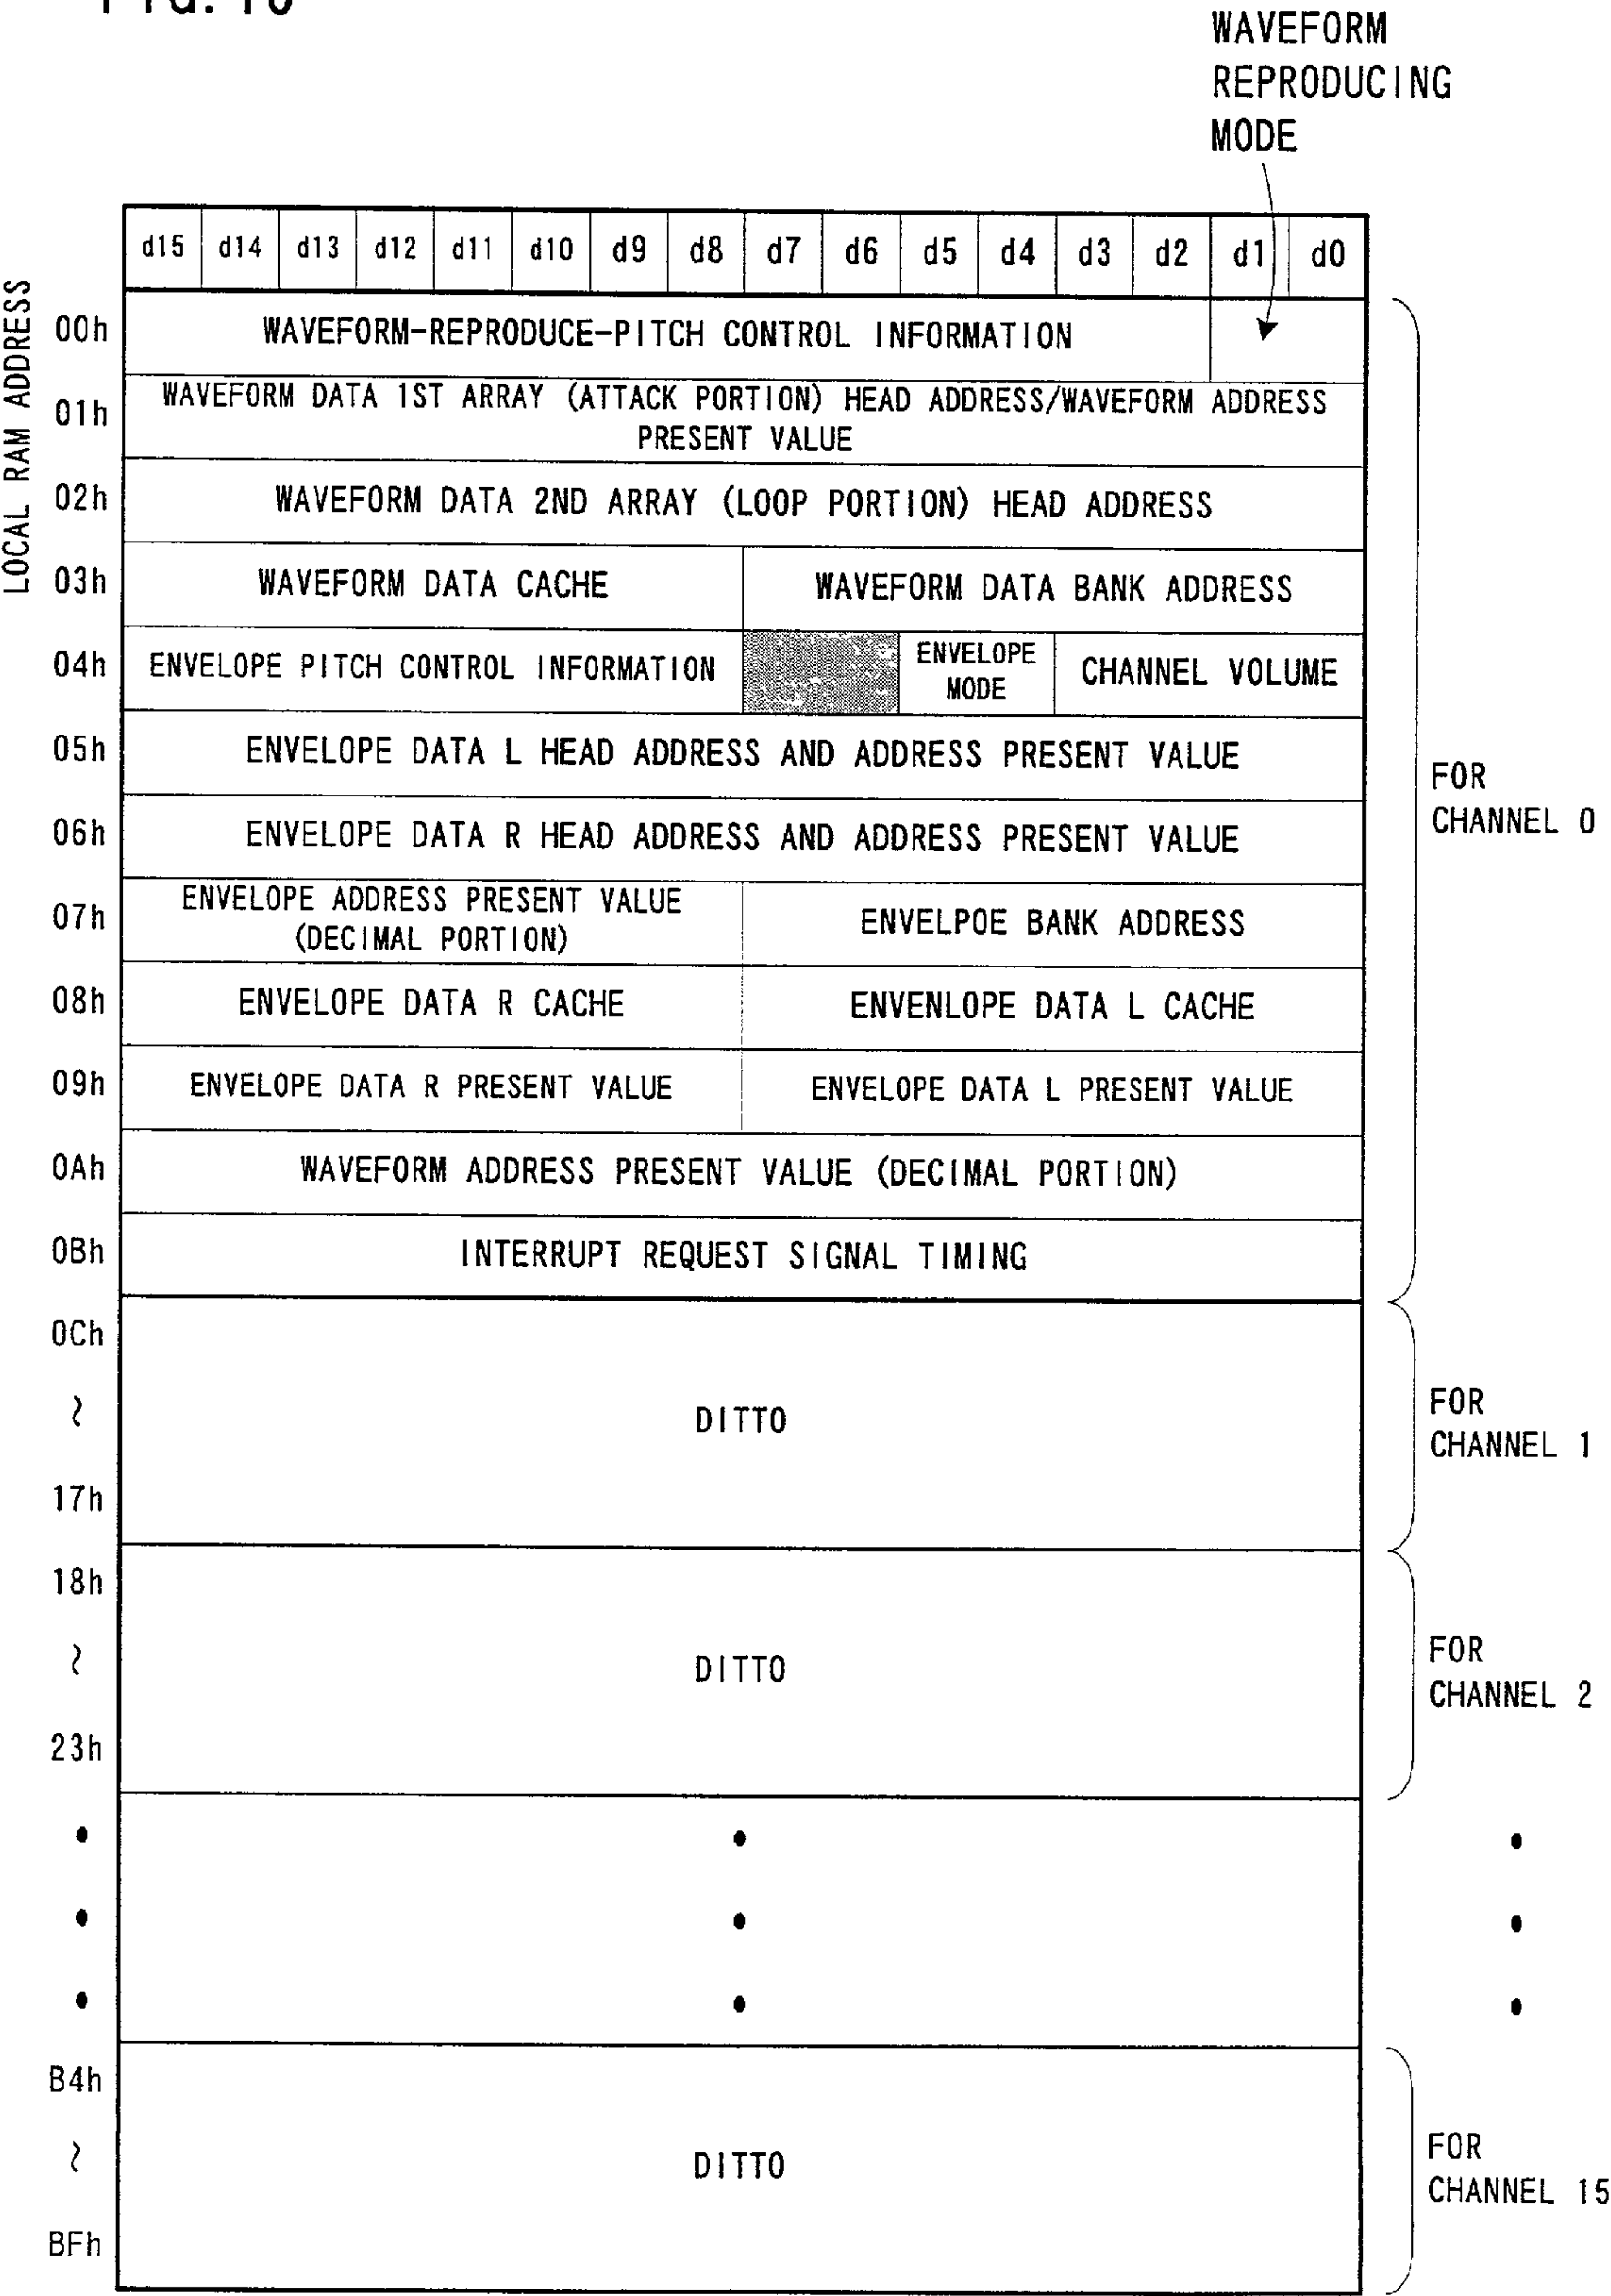 WAVEFORM
REPRODUCING
MODE
d15 d14 d13 d12 d11 d10 d9 d8 d7 d6 d5 d4 d3 d2 d1 d0
LOCAL RAM ADDRESS
00h WAVEFORM-REPRODUCE-PITCH CONTROL INFORMATION
01h WAVEFORM DATA 1ST ARRAY (ATTACK PORTION) HEAD ADDRESS/WAVEFORM ADDRESS
PRESENT VALUE
02h WAVEFORM DATA 2ND ARRAY (LOOP PORTION) HEAD ADDRESS
03h WAVEFORM DATA CACHE WAVEFORM DATA BANK ADDRESS
04h ENVELOPE PITCH CONTROL INFORMATION ENVELOPE
MODE CHANNEL VOLUME
05h ENVELOPE DATA L HEAD ADDRESS AND ADDRESS PRESENT VALUE
06h ENVELOPE DATA R HEAD ADDRESS AND ADDRESS PRESENT VALUE
07h ENVELOPE ADDRESS PRESENT VALUE
(DECIMAL PORTION) ENVELPOE BANK ADDRESS
08h ENVELOPE DATA R CACHE ENVENLOPE DATA L CACHE
09h ENVELOPE DATA R PRESENT VALUE ENVELOPE DATA L PRESENT VALUE
0Ah WAVEFORM ADDRESS PRESENT VALUE (DECIMAL PORTION)
0Bh INTERRUPT REQUEST SIGNAL TIMING
FOR
CHANNEL 0
0Ch
~
17h
DITTO
FOR
CHANNEL 1
18h
~
23h
DITTO
FOR
CHANNEL 2
B4h
~
BFh
DITTO
FOR
CHANNEL 15